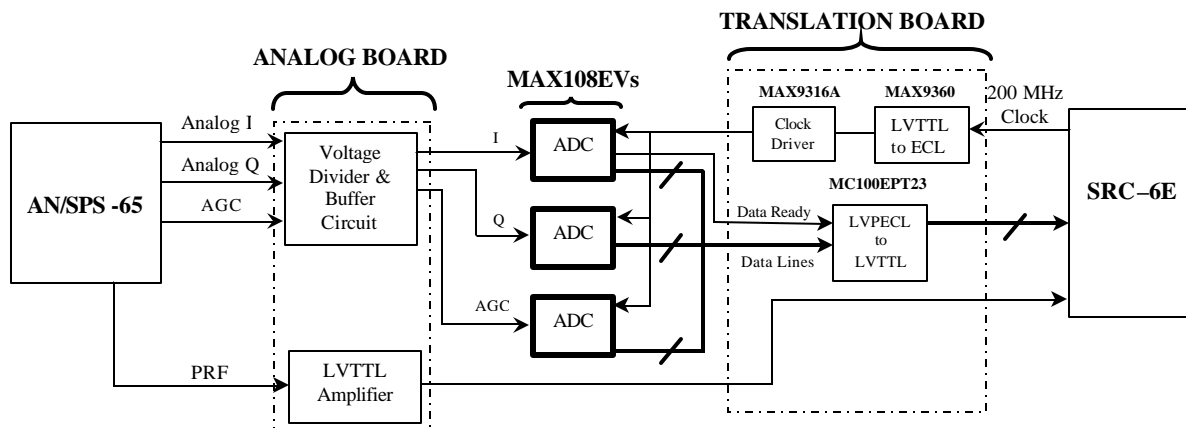 TRANSLATION BOARD
ANALOG BOARD
MAX108EVs
MAX9316A
MAX9360
200 MHz
Clock
Analog I
Analog Q
AGC
AN/SPS -65
Voltage
Divider &
Buffer
Circuit
I
Q
AGC
ADC
ADC
ADC
Clock
Driver
LVTTL
to ECL
MC100EPT23
Data Ready
Data Lines
LVPECL
to
LVTTL
SRC–6E
PRF
LVTTL
Amplifier